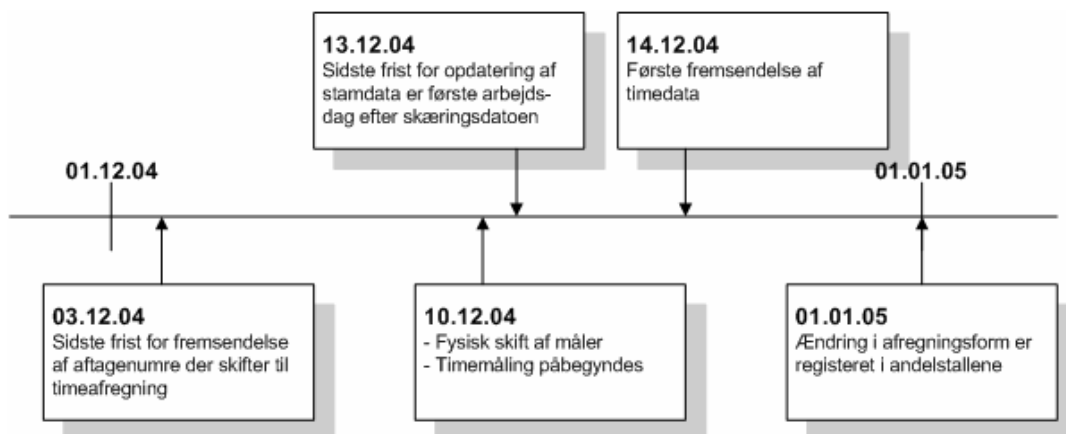 13.12.04
Sidste frist for opdatering af
stamdata er første arbejds-
dag efter skæringsdatoen
14.12.04
Første fremsendelse af
timedata
01.12.04
01.01.05
03.12.04
Sidste frist for fremsendelse
af aftagenumre der skifter til
timeafregning
10.12.04
- Fysisk skift af måler
- Timemåling påbegyndes
01.01.05
Ændring i afregningsform er
registeret i andelstallene